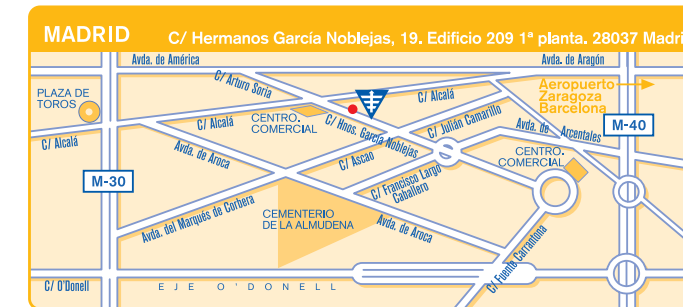 MADRID
C/ Hermanos García Noblejas, 19. Edificio 209 1ª planta. 28037 Madri
Avda. de América
Avda. de Aragón
C/ Arturo Soria
Aeropuerto
Zaragoza
Barcelona
PLAZA DE
TOROS
C/ Alcalá
CENTRO.
COMERCIAL
C/ Alcalá
C/ Hnos. García Noblejas
C/ Julián Camarillo
Avda. de Arcentales
M-40
C/ Alcalá
Avda. de Aroca
C/ Ascao
CENTRO.
COMERCIAL
M-30
C/ Francisco Largo
Caballero
Avda. del Marqués de Corbera
CEMENTERIO
DE LA ALMUDENA
Avda. de Aroca
C/ Fuente Carrantona
C/ O'Donell
EJE O'DONELL